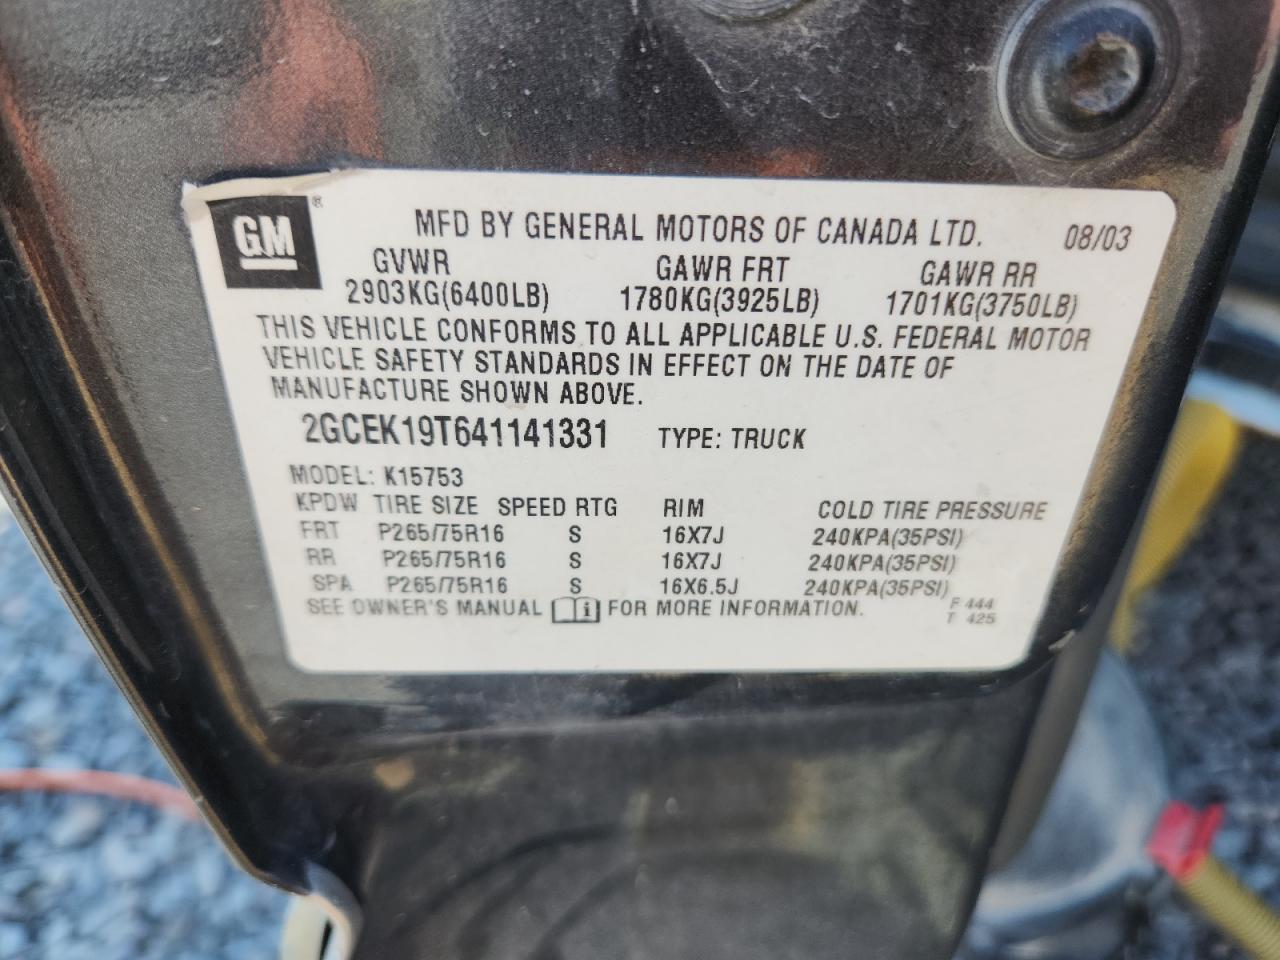 GM ®
MFD BY GENERAL MOTORS OF CANADA LTD. 08/03
GVWR GAWR FRT GAWR RR
2903KG(6400LB) 1780KG(3925LB) 1701KG(3750LB)
THIS VEHICLE CONFORMS TO ALL APPLICABLE U.S. FEDERAL MOTOR
VEHICLE SAFETY STANDARDS IN EFFECT ON THE DATE OF
MANUFACTURE SHOWN ABOVE.
2GCEK19T641141331 TYPE: TRUCK
MODEL: K15753
KPDW TIRE SIZE SPEED RTG RIM COLD TIRE PRESSURE
FRT P265/75R16 S 16X7J 240KPA(35PSI)
RR P265/75R16 S 16X7J 240KPA(35PSI)
SPA P265/75R16 S 16X6.5J 240KPA(35PSI)
SEE OWNER'S MANUAL i FOR MORE INFORMATION. F 444
T 425